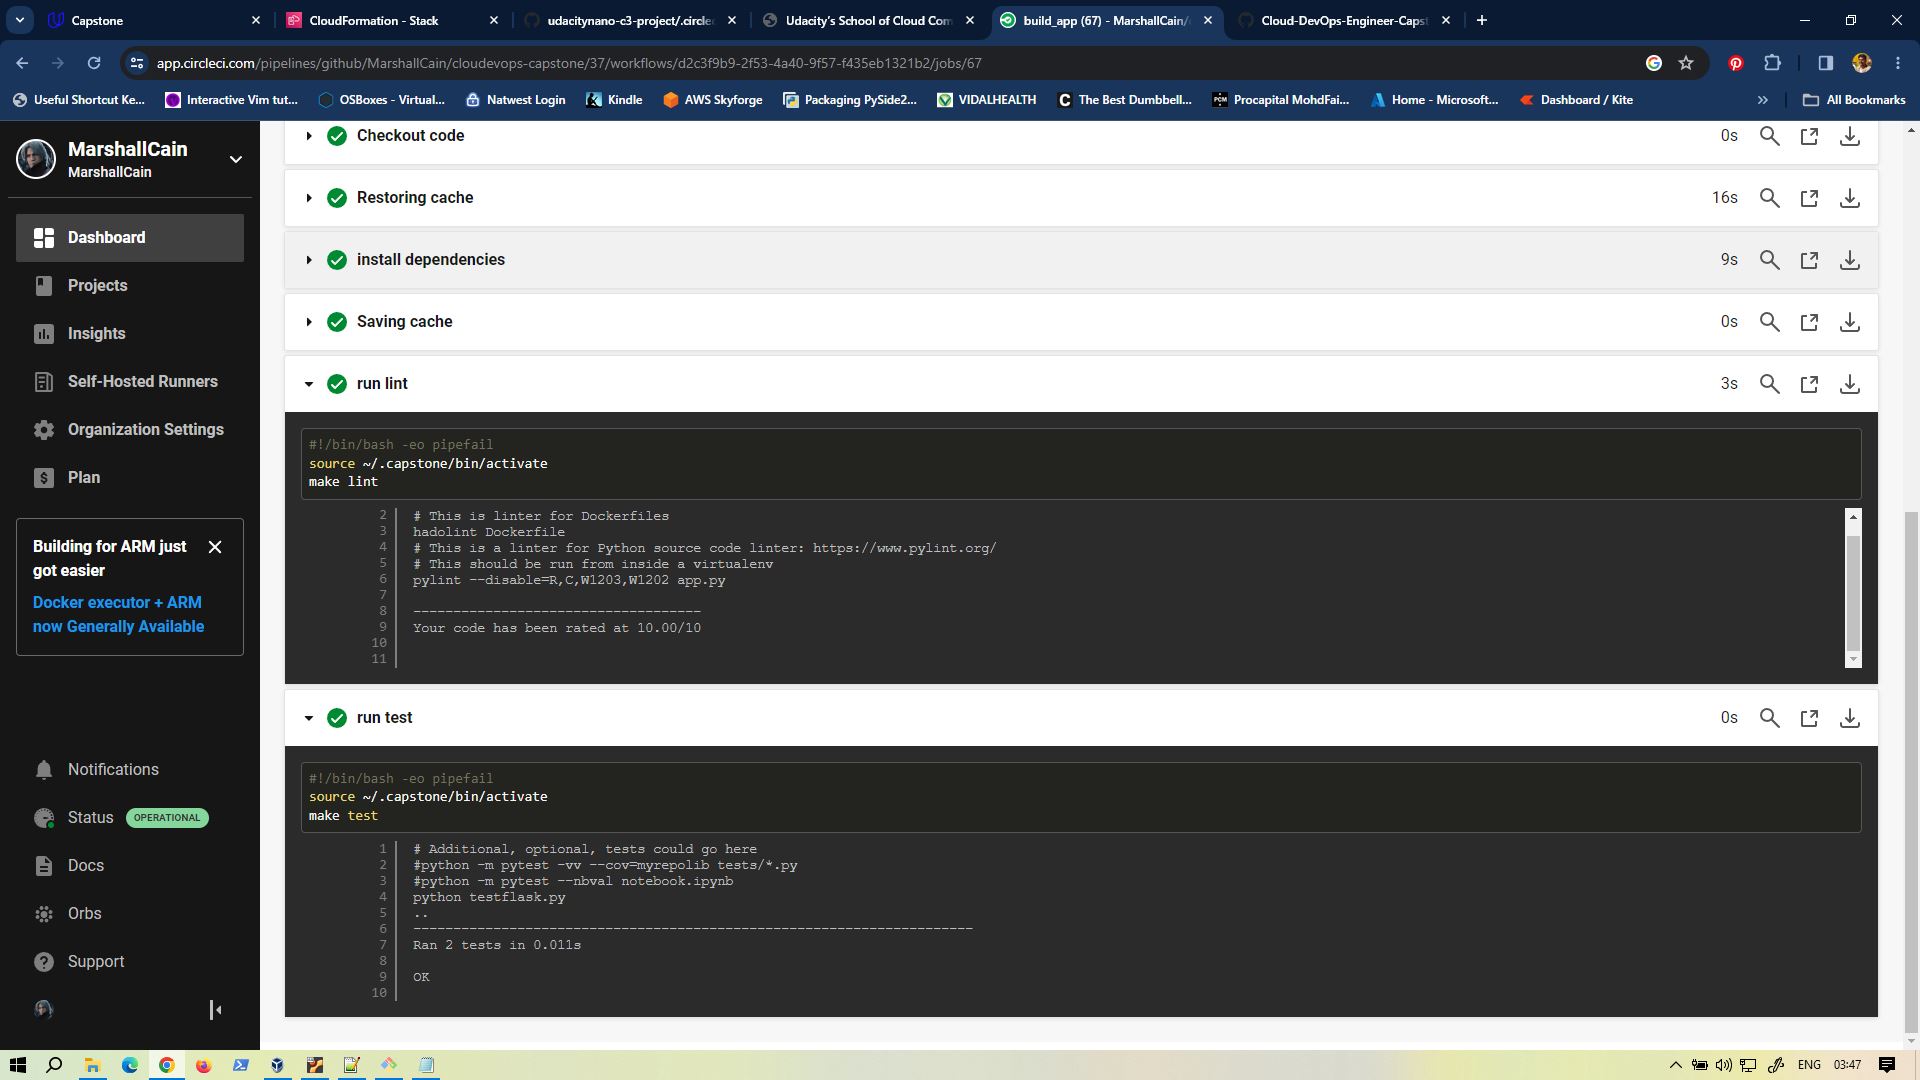 Capstone
CloudFormation - Stack
udacitynano-c3-project/.circle
Udacity's School of Cloud Com
build_app (67) - MarshallCain/
Cloud-DevOps-Engineer-Caps
app.circleci.com/pipelines/github/MarshallCain/cloudevops-capstone/37/workflows/d2c3f9b9-2f53-4a40-9f57-f435eb1321b2/jobs/67
Useful Shortcut Ke...
Interactive Vim tut...
OSBoxes - Virtual...
Natwest Login
Kindle
AWS Skyforge
Packaging PySide2...
VIDALHEALTH
The Best Dumbbell...
Procapital MohdFai...
Home - Microsoft...
Dashboard / Kite
All Bookmarks
MarshallCain
MarshallCain
Dashboard
Projects
Insights
Self-Hosted Runners
Organization Settings
Plan
Building for ARM just
got easier
Docker executor + ARM
now Generally Available
Notifications
Status OPERATIONAL
Docs
Orbs
Support
Checkout code 0s
Restoring cache 16s
install dependencies 9s
Saving cache 0s
run lint 3s
#!/bin/bash -eo pipefail
source ~/.capstone/bin/activate
make lint
2 # This is linter for Dockerfiles
3 hadolint Dockerfile
4 # This is a linter for Python source code linter: https://www.pylint.org/
5 # This should be run from inside a virtualenv
6 pylint --disable=R,C,W1203,W1202 app.py
7
8 ------------------------------------
9 Your code has been rated at 10.00/10
10
11
run test 0s
#!/bin/bash -eo pipefail
source ~/.capstone/bin/activate
make test
1 # Additional, optional, tests could go here
2 #python -m pytest -vv --cov=myrepolib tests/*.py
3 #python -m pytest --nbval notebook.ipynb
4 python testflask.py
5 ..
6 ----------------------------------------------------------------------
7 Ran 2 tests in 0.011s
8
9 OK
10
ENG 03:47